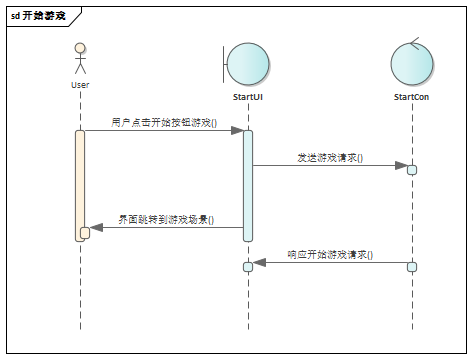 sd 开始游戏
User
StartUI
StartCon
用户点击开始按钮游戏()
发送游戏请求()
界面跳转到游戏场景()
响应开始游戏请求()